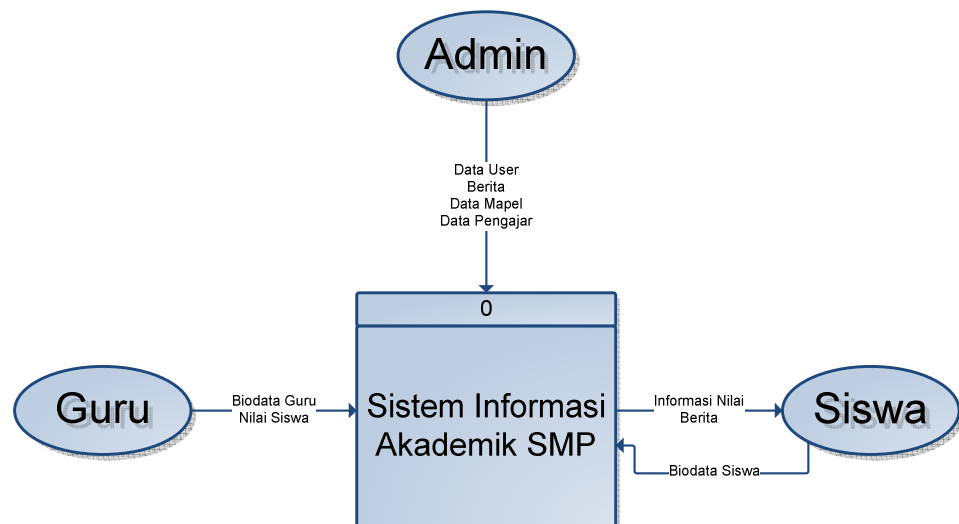 Admin
Data User
Berita
Data Mapel
Data Pengajar
0
Guru
Biodata Guru
Nilai Siswa
Sistem Informasi
Akademik SMP
Informasi Nilai
Berita
Siswa
Biodata Siswa